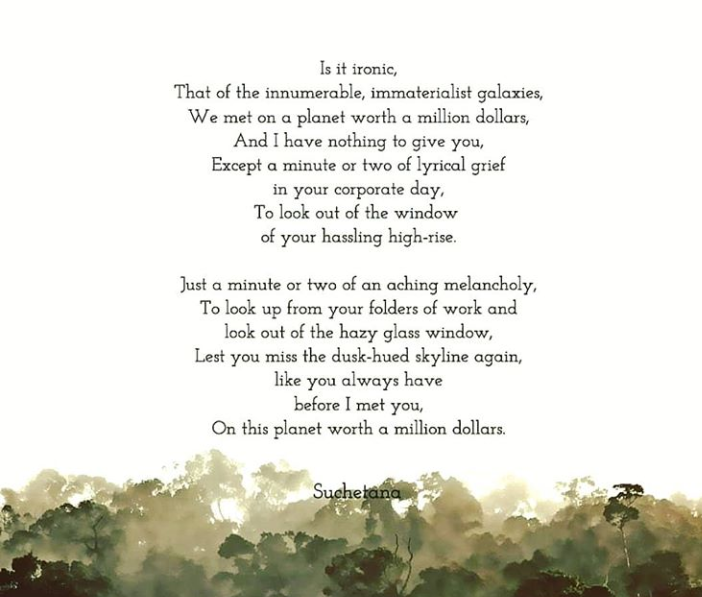 Is it ironic,
That of the innumerable, immaterialist galaxies,
We met on a planet worth a million dollars,
And I have nothing to give you,
Except a minute or two of lyrical grief
in your corporate day,
To look out of the window
of your hassling high-rise.
Just a minute or two of an aching melancholy,
To look up from your folders of work and
look out of the hazy glass window,
Lest you miss the dusk-hued skyline again,
like you always have
before I met you,
On this planet worth a million dollars.
Suchetana